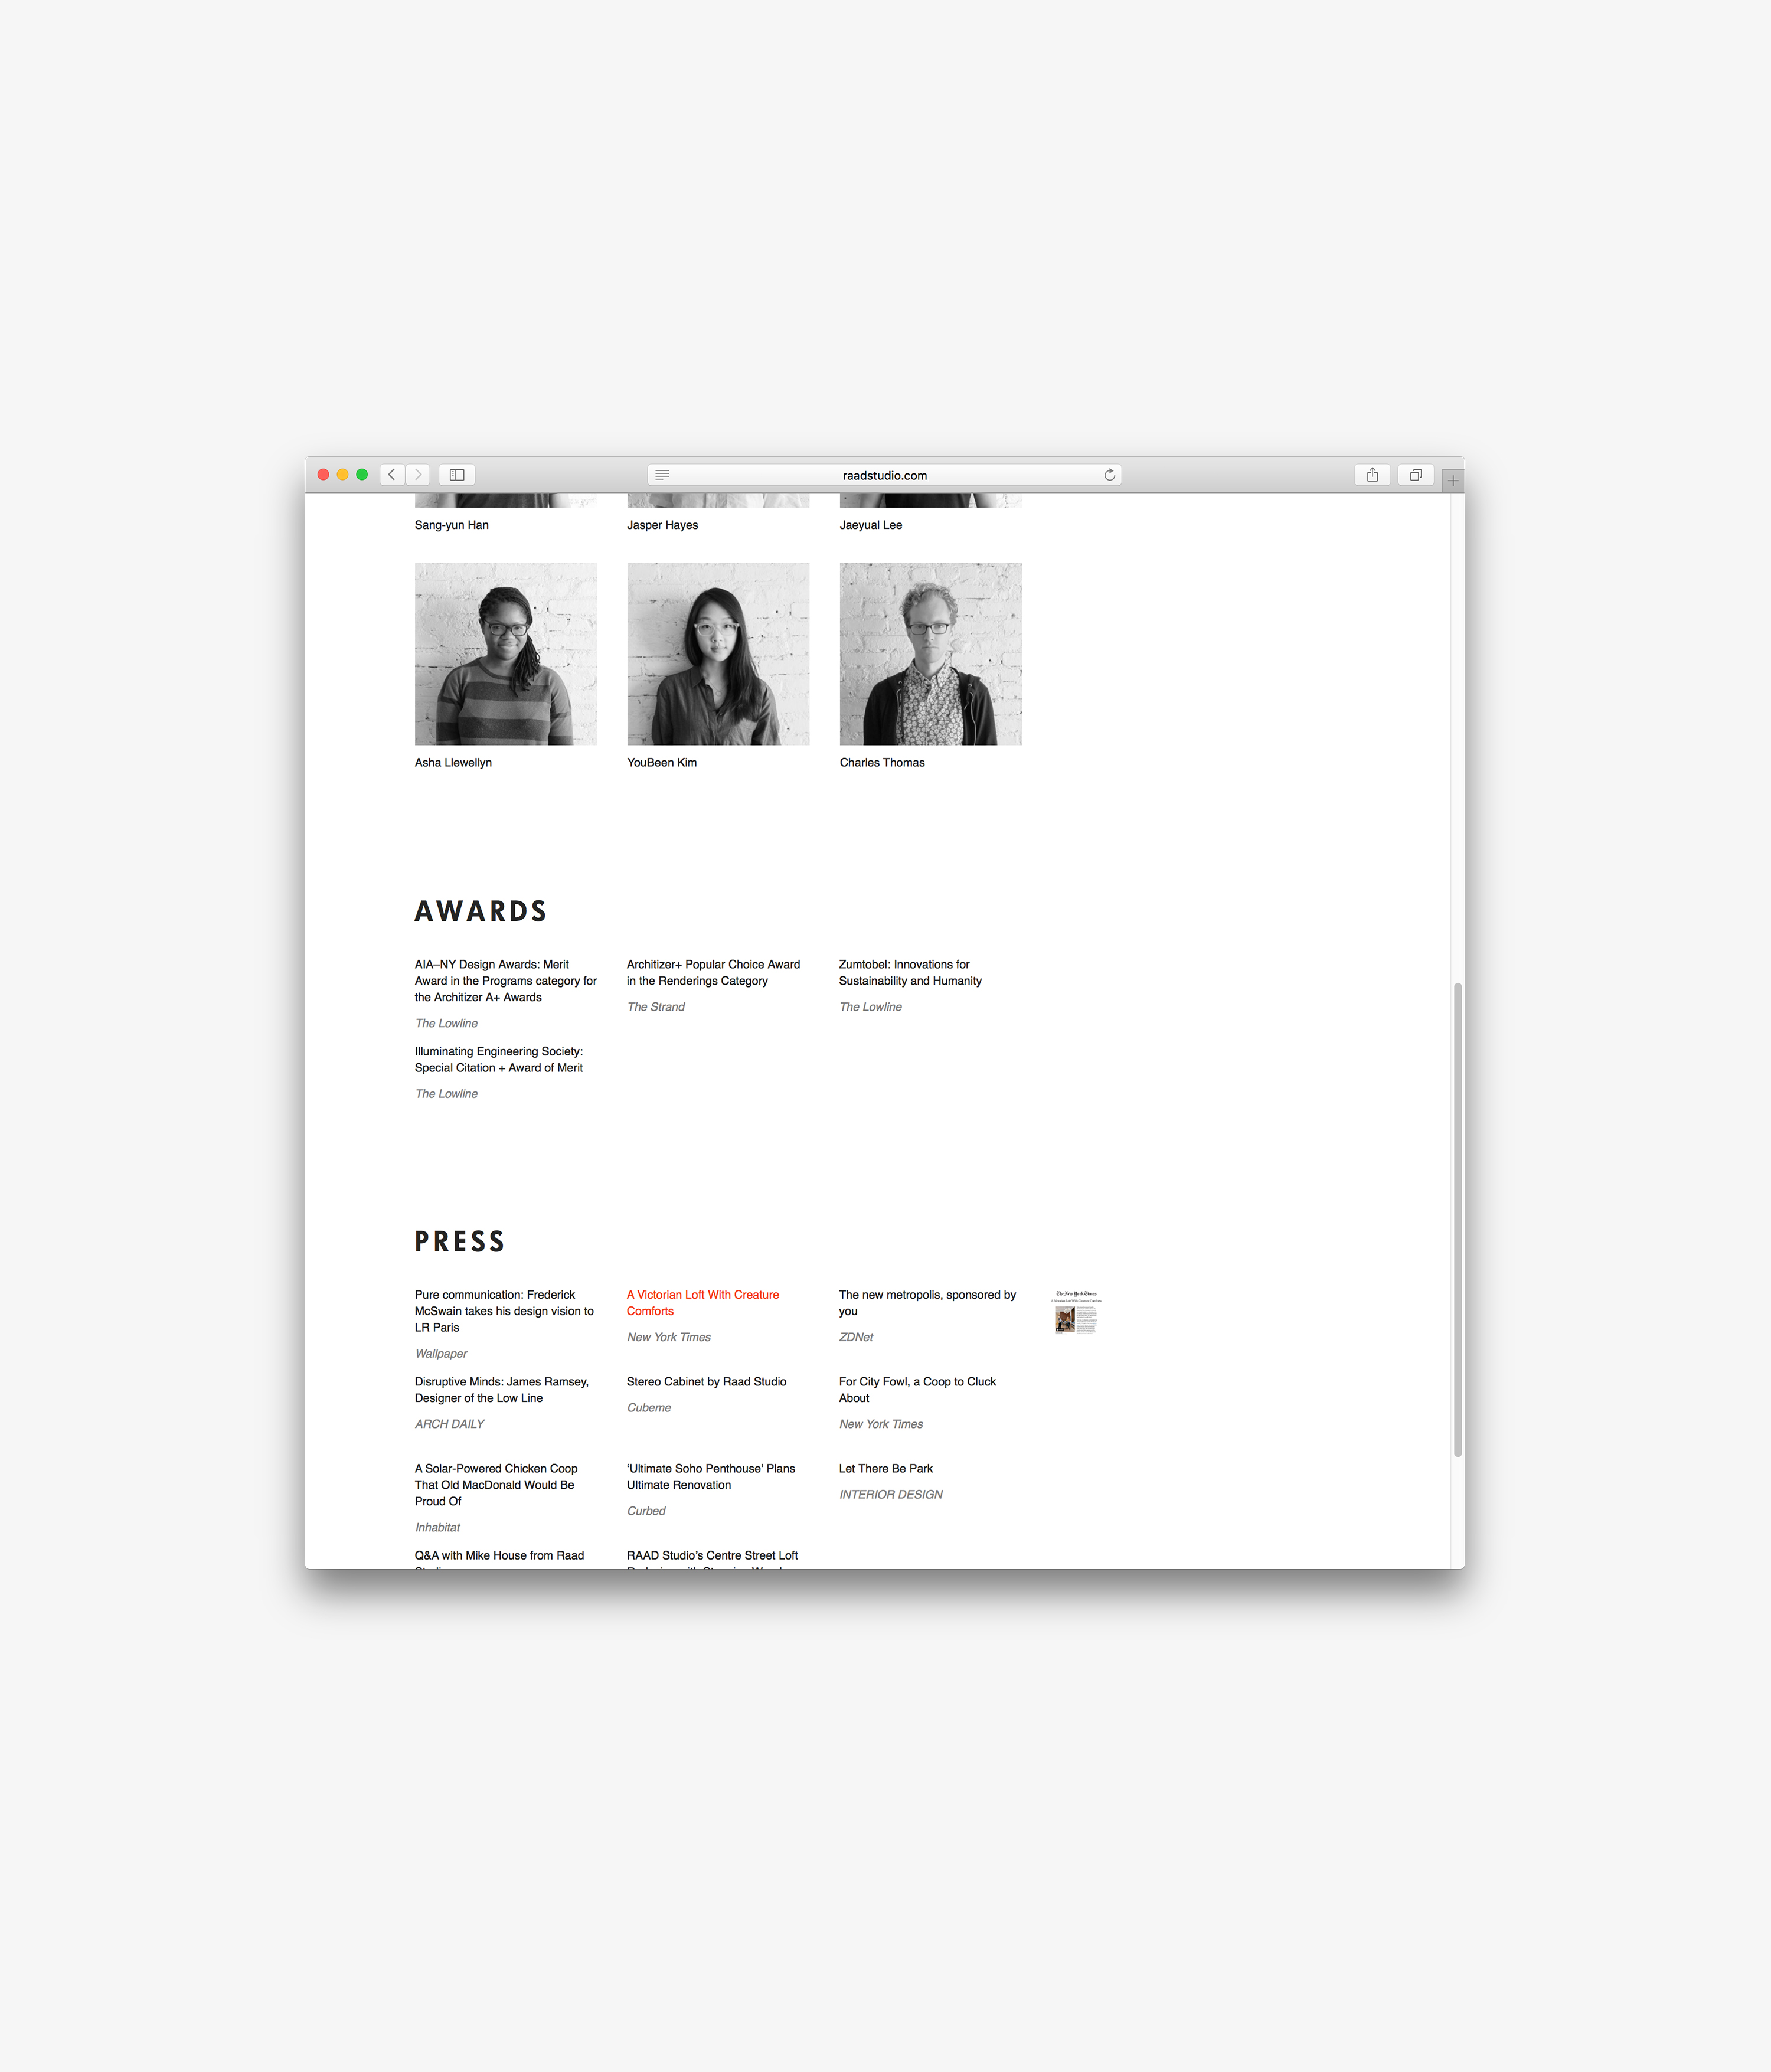 raadstudio.com
Sang-yun Han
Jasper Hayes
Jaeyual Lee
Asha Llewellyn
YouBeen Kim
Charles Thomas
AWARDS
AIA–NY Design Awards: Merit
Award in the Programs category for
the Architizer A+ Awards
The Lowline
Architizer+ Popular Choice Award
in the Renderings Category
The Strand
Zumtobel: Innovations for
Sustainability and Humanity
The Lowline
Illuminating Engineering Society:
Special Citation + Award of Merit
The Lowline
PRESS
Pure communication: Frederick
McSwain takes his design vision to
LR Paris
Wallpaper
A Victorian Loft With Creature
Comforts
New York Times
The new metropolis, sponsored by
you
ZDNet
The New York Times
A Victorian Loft With Creature Comforts
Disruptive Minds: James Ramsey,
Designer of the Low Line
ARCH DAILY
Stereo Cabinet by Raad Studio
Cubeme
For City Fowl, a Coop to Cluck
About
New York Times
A Solar-Powered Chicken Coop
That Old MacDonald Would Be
Proud Of
Inhabitat
‘Ultimate Soho Penthouse’ Plans
Ultimate Renovation
Curbed
Let There Be Park
INTERIOR DESIGN
Q&A with Mike House from Raad
RAAD Studio’s Centre Street Loft